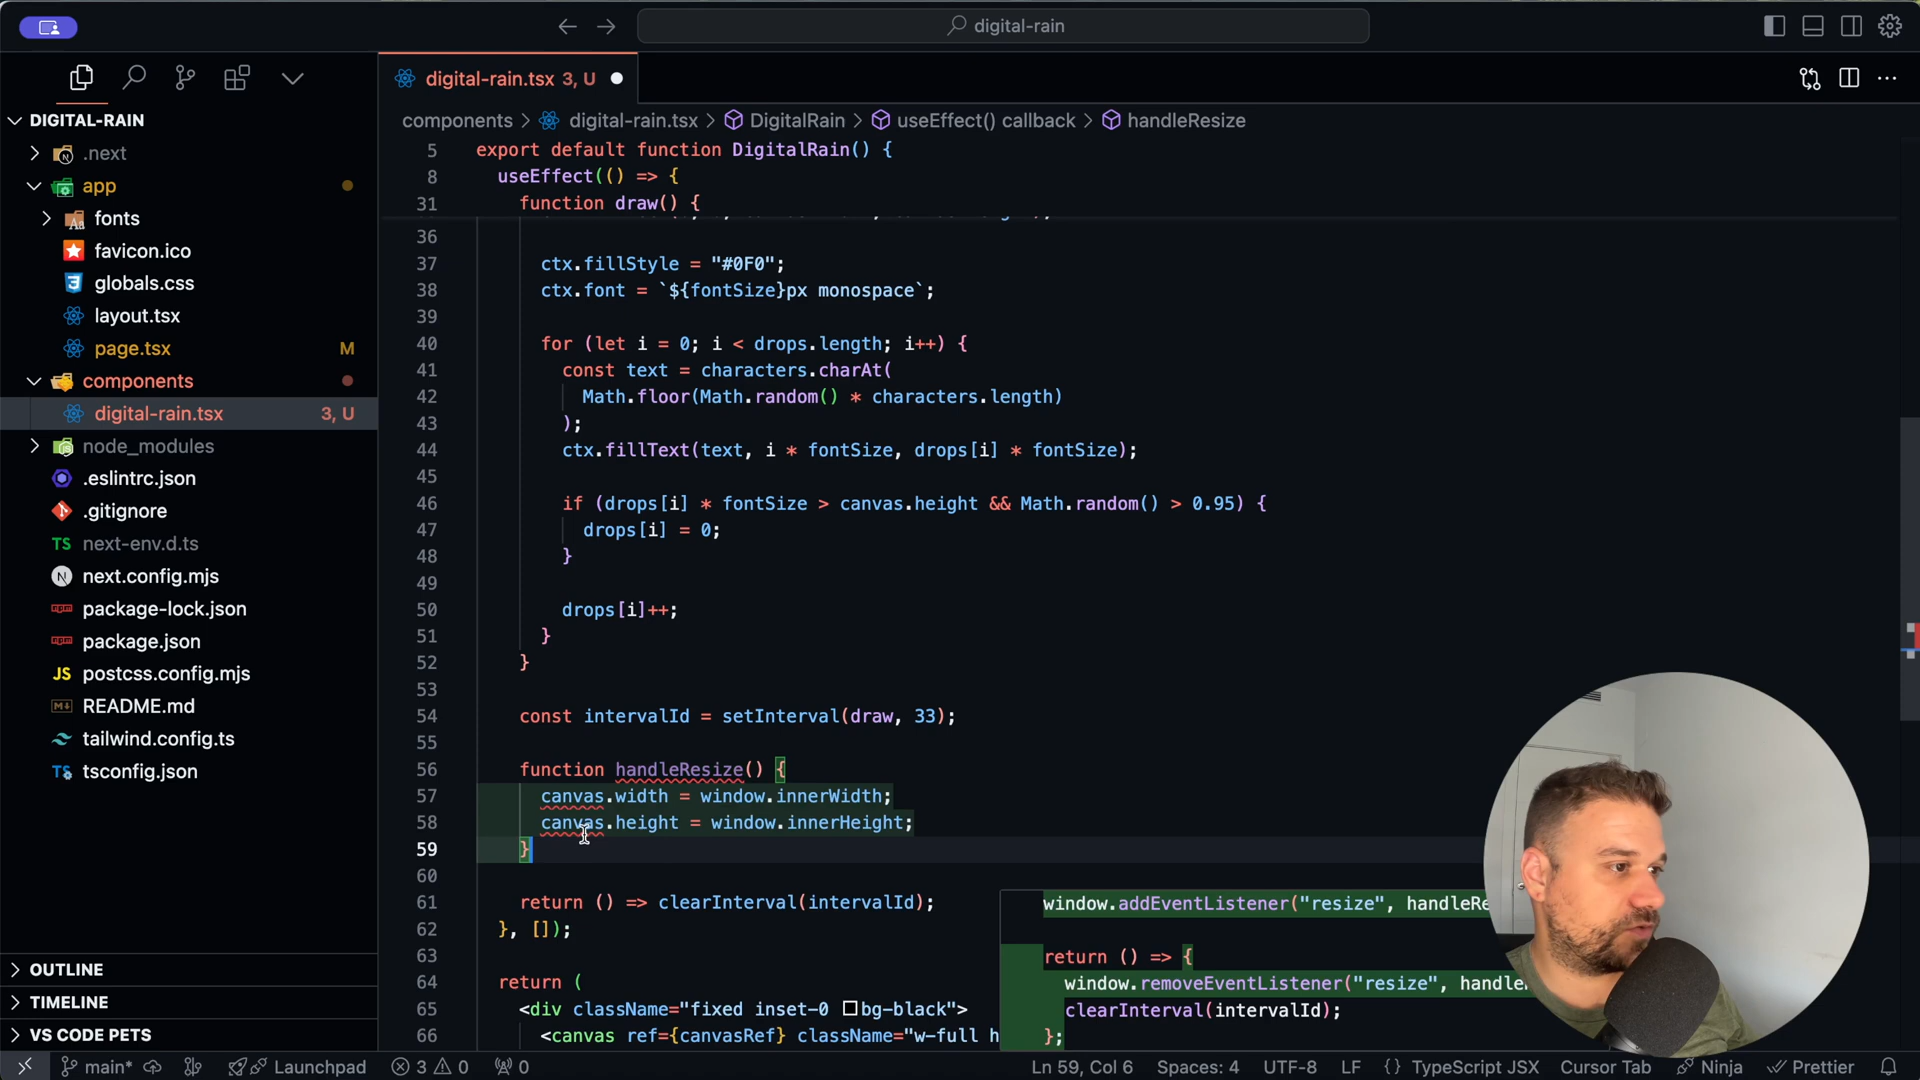 digital-rain
digital-rain.tsx 3, U
DIGITAL-RAIN
.next
app
fonts
favicon.ico
globals.css
layout.tsx
page.tsx M
components
digital-rain.tsx 3, U
node_modules
.eslintrc.json
.gitignore
TS next-env.d.ts
N next.config.mjs
package-lock.json
package.json
JS postcss.config.mjs
README.md
tailwind.config.ts
tsconfig.json
OUTLINE
TIMELINE
VS CODE PETS
components > digital-rain.tsx > DigitalRain > useEffect() callback > handleResize
5 export default function DigitalRain() {
8 useEffect(() => {
31 function draw() {
36
37 ctx.fillStyle = "#0F0";
38 ctx.font = `${fontSize}px monospace`;
39
40 for (let i = 0; i < drops.length; i++) {
41 const text = characters.charAt(
42 Math.floor(Math.random() * characters.length)
43 );
44 ctx.fillText(text, i * fontSize, drops[i] * fontSize);
45
46 if (drops[i] * fontSize > canvas.height && Math.random() > 0.95) {
47 drops[i] = 0;
48 }
49
50 drops[i]++;
51 }
52 }
53
54 const intervalId = setInterval(draw, 33);
55
56 function handleResize() {
57 canvas.width = window.innerWidth;
58 canvas.height = window.innerHeight;
59 }
60
61 return () => clearInterval(intervalId);
62 }, []);
63
64 return (
65 <div className="fixed inset-0 bg-black">
66 <canvas ref={canvasRef} className="w-full h
window.addEventListener("resize", handleRe
return () => {
window.removeEventListener("resize", handle
clearInterval(intervalId);
};
main* Launchpad 3 0 0 Ln 59, Col 6 Spaces: 4 UTF-8 LF {} TypeScript JSX Cursor Tab Ninja Prettier